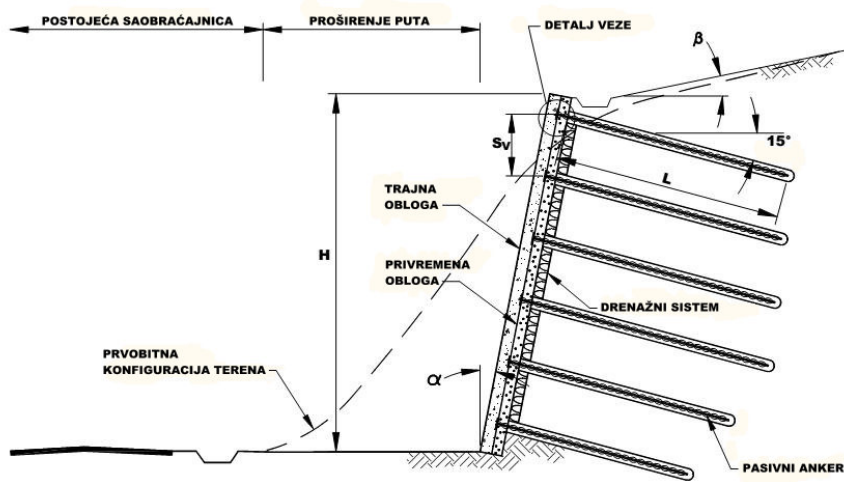 POSTOJEĆA SAOBRAĆAJNICA
PROŠIRENJE PUTA
DETALJ VEZE
β
15°
Sv
L
TRAJNA
OBLOGA
H
PRIVREMENA
OBLOGA
DRENAŽNI SISTEM
PRVOBITNA
KONFIGURACIJA TERENA
α
PASIVNI ANKER